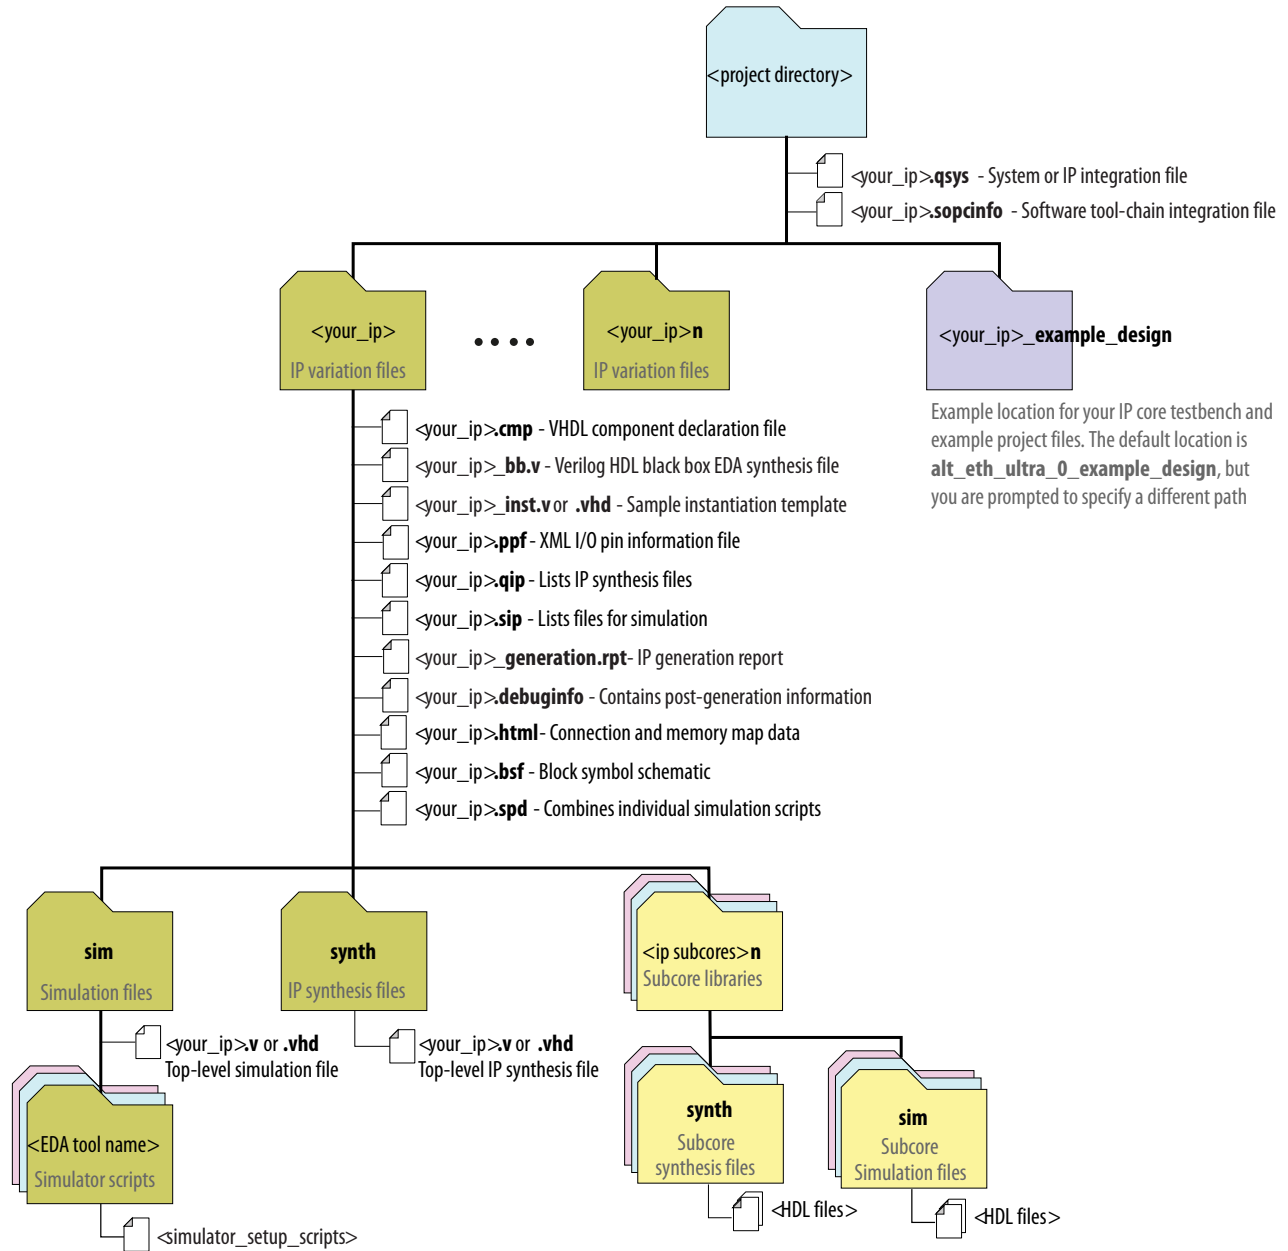 <project directory>
<your_ip>.qsys - System or IP integration file
<your_ip>.sopcinfo - Software tool-chain integration file
<your_ip>
IP variation files
<your_ip>n
IP variation files
<your_ip>_example_design
Example location for your IP core testbench and
example project files. The default location is
alt_eth_ultra_0_example_design, but
you are prompted to specify a different path
<your_ip>.cmp - VHDL component declaration file
<your_ip>_bb.v - Verilog HDL black box EDA synthesis file
<your_ip>_inst.v or .vhd - Sample instantiation template
<your_ip>.ppf - XML I/O pin information file
<your_ip>.qip - Lists IP synthesis files
<your_ip>.sip - Lists files for simulation
<your_ip>_generation.rpt- IP generation report
<your_ip>.debuginfo - Contains post-generation information
<your_ip>.html- Connection and memory map data
<your_ip>.bsf - Block symbol schematic
<your_ip>.spd - Combines individual simulation scripts
sim
Simulation files
synth
IP synthesis files
<ip subcores>n
Subcore libraries
<your_ip>.v or .vhd
Top-level simulation file
<your_ip>.v or .vhd
Top-level IP synthesis file
<EDA tool name>
Simulator scripts
synth
Subcore
synthesis files
sim
Subcore
Simulation files
<HDL files>
<HDL files>
<simulator_setup_scripts>